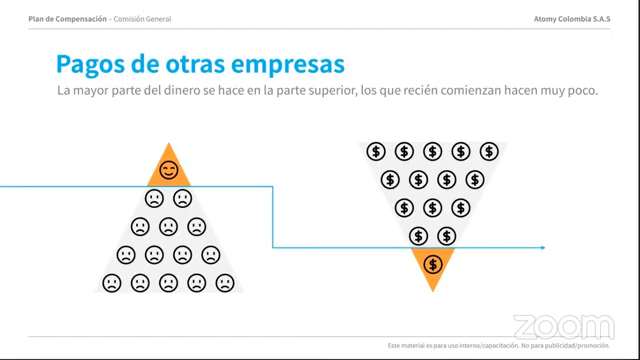 Plan de Compensación - Comisión General
Atomy Colombia S.A.S
Pagos de otras empresas
La mayor parte del dinero se hace en la parte superior, los que recién comienzan hacen muy poco.
$ $ $ $ $
$ $ $ $
$ $ $
$ $
$
zoom
Este material es para uso interno/capacitación. No para publicidad/promoción.